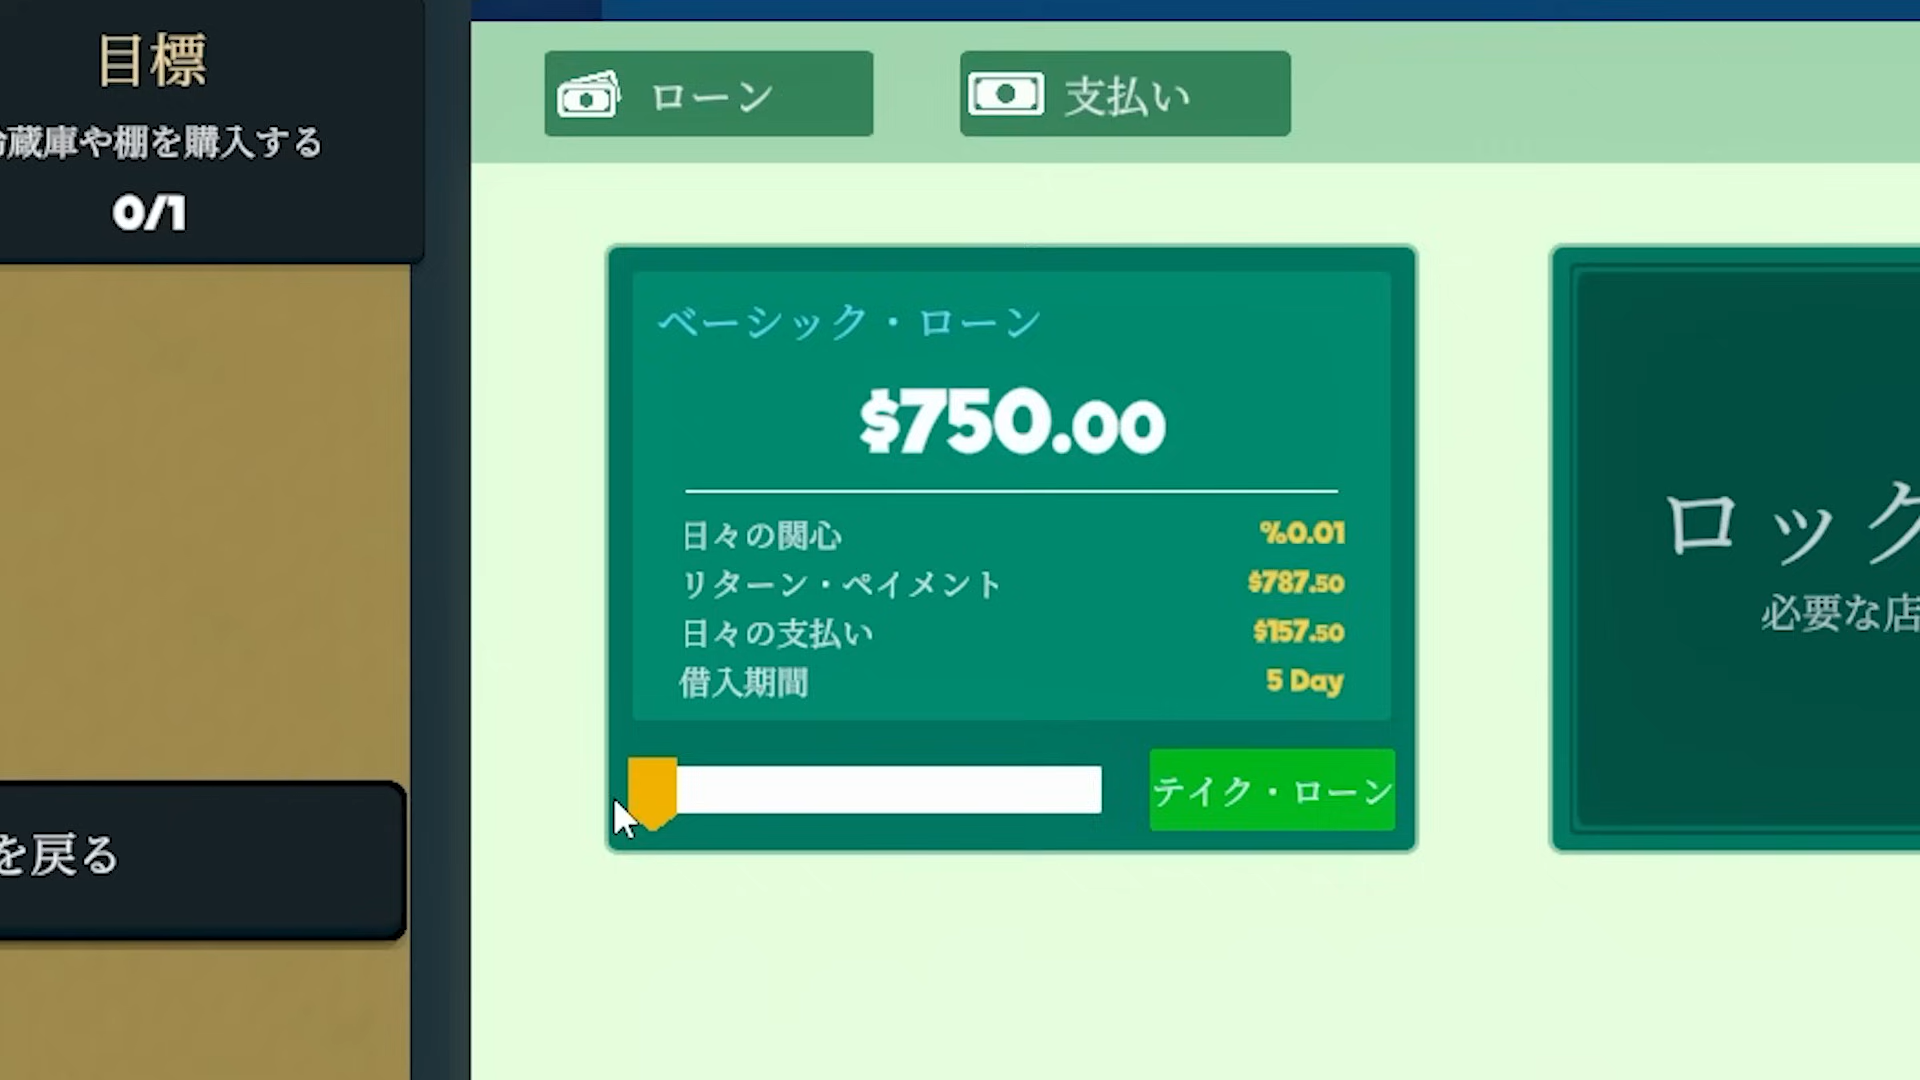 目標
蔵庫や棚を購入する
0/1
を戻る
ローン
支払い
ベーシック・ローン
$750.00
日々の関心 %0.01
リターン・ペイメント $787.50
日々の支払い $157.50
借入期間 5 Day
テイク・ローン
ロック
必要な店